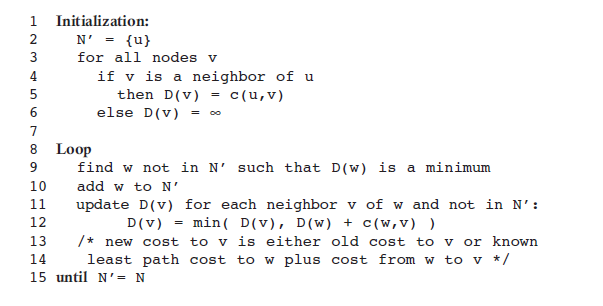 1 Initialization:
2 N’ = {u}
3 for all nodes v
4 if v is a neighbor of u
5 then D(v) = c(u,v)
6 else D(v) = ∞
7
8 Loop
9 find w not in N’ such that D(w) is a minimum
10 add w to N’
11 update D(v) for each neighbor v of w and not in N’:
12 D(v) = min( D(v), D(w) + c(w,v) )
13 /* new cost to v is either old cost to v or known
14 least path cost to w plus cost from w to v */
15 until N’= N